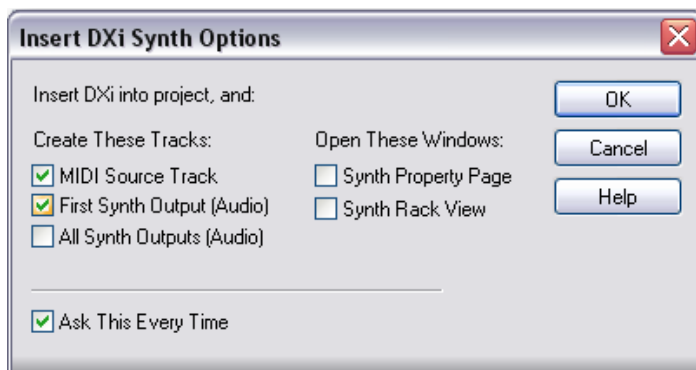 Insert DXi Synth Options
Insert DXi into project, and:
Create These Tracks:
MIDI Source Track
First Synth Output (Audio)
All Synth Outputs (Audio)
Open These Windows:
Synth Property Page
Synth Rack View
Ask This Every Time
OK
Cancel
Help